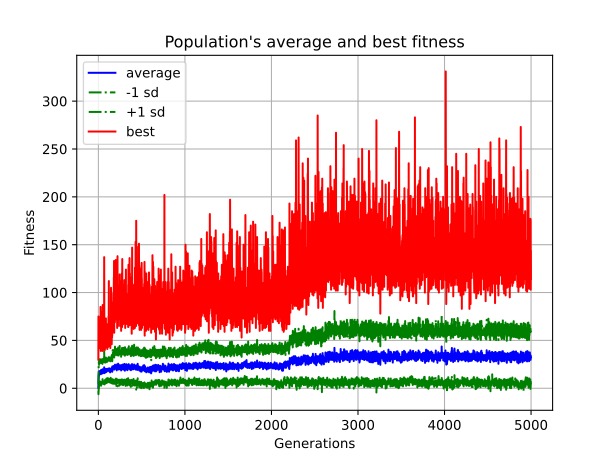 Population's average and best fitness
average
-1 sd
+1 sd
best
Fitness
300
250
200
150
100
50
0
0 1000 2000 3000 4000 5000
Generations